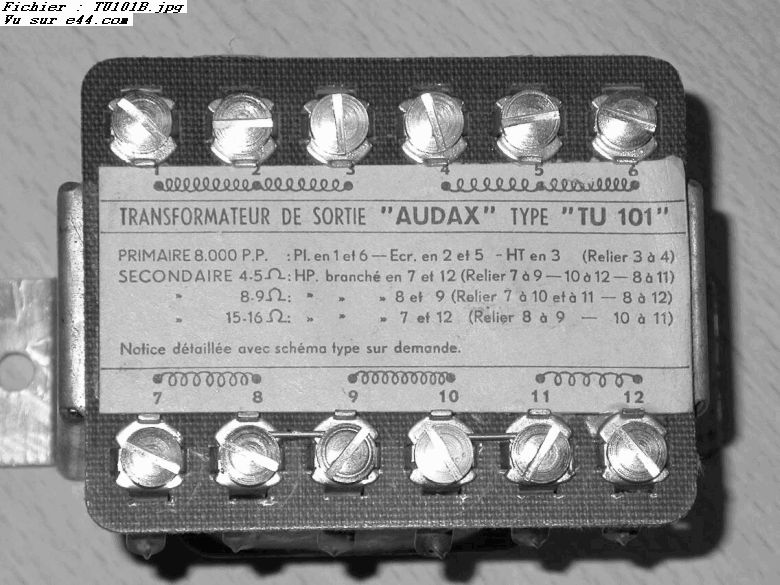 Fichier : TU101B.jpg
Vu sur e44.com
1 2 3 4 5 6
TRANSFORMATEUR DE SORTIE "AUDAX" TYPE "TU 101"
PRIMAIRE 8.000 P.P. : Pl. en 1 et 6 — Ecr. en 2 et 5 - HT en 3 (Relier 3 à 4)
SECONDAIRE 4-5 Ω : HP. branché en 7 et 12 (Relier 7 à 9 — 10 à 12 — 8 à 11)
» 8-9 Ω : » » » 8 et 9 (Relier 7 à 10 et à 11 — 8 à 12)
» 15-16 Ω : » » » 7 et 12 (Relier 8 à 9 — 10 à 11)
Notice détaillée avec schéma type sur demande.
7 8 9 10 11 12